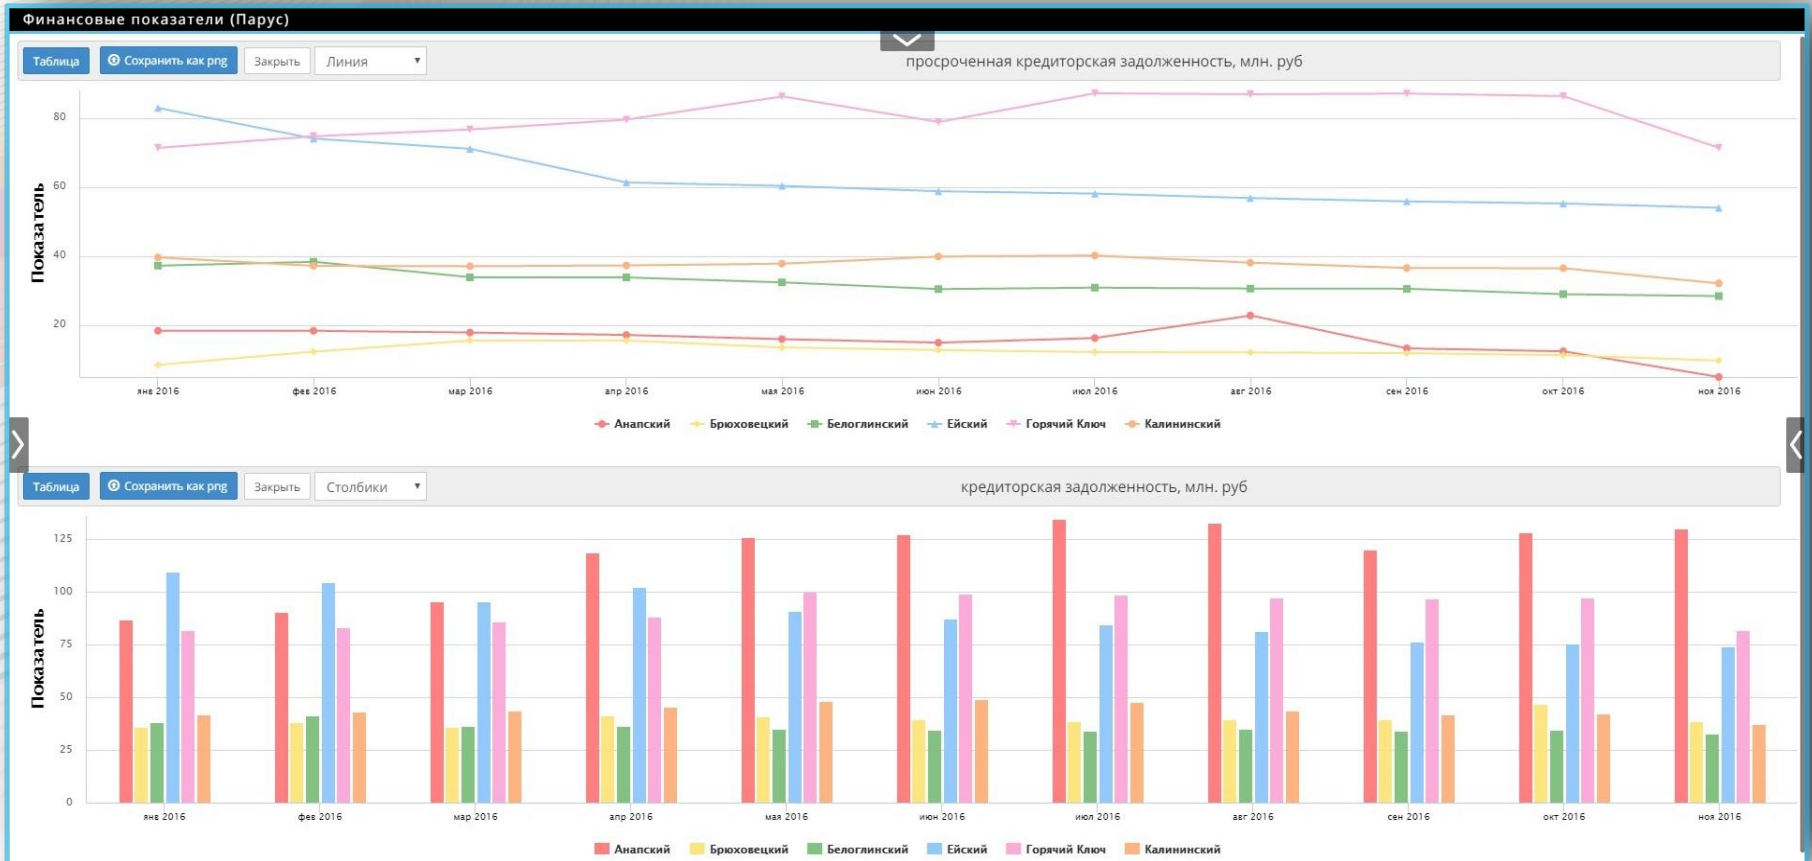 Финансовые показатели (Парус)
Таблица Сохранить как png Закрыть Линия просроченная кредиторская задолженность, млн. руб
80
60
40
20
Показатель
янв 2016 фев 2016 мар 2016 апр 2016 мая 2016 июн 2016 июл 2016 авг 2016 сен 2016 окт 2016 ноя 2016
Анапский Брюховецкий Белоглинский Ейский Горячий Ключ Калининский
Таблица Сохранить как png Закрыть Столбики кредиторская задолженность, млн. руб
125
100
75
50
25
0
Показатель
янв 2016 фев 2016 мар 2016 апр 2016 мая 2016 июн 2016 июл 2016 авг 2016 сен 2016 окт 2016 ноя 2016
Анапский Брюховецкий Белоглинский Ейский Горячий Ключ Калининский